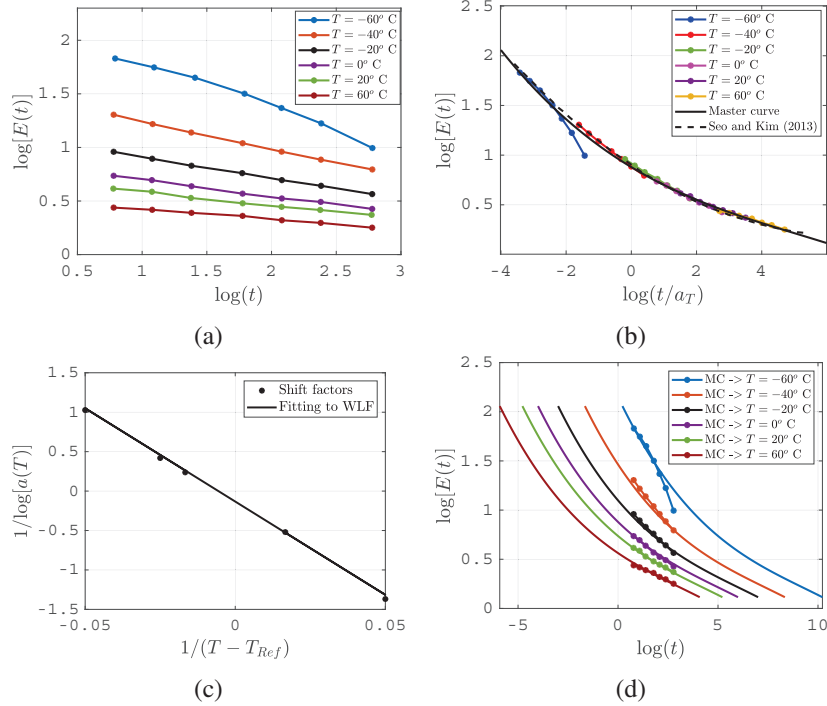 2
1.5
1
0.5
0
0.5
1
1.5
2
2.5
3
log(t)
log[E(t)]
T = −60° C
T = −40° C
T = −20° C
T = 0° C
T = 20° C
T = 60° C
(a)
2.5
2
1.5
1
0.5
-4
-2
0
2
4
log(t/a_T)
log[E(t)]
T = −60° C
T = −40° C
T = −20° C
T = 0° C
T = 20° C
T = 60° C
Master curve
Seo and Kim (2013)
(b)
1.5
1
0.5
0
-0.5
-1
-1.5
-0.05
0
0.05
1/(T − T_Ref)
1/log[a(T)]
Shift factors
Fitting to WLF
(c)
2.5
2
1.5
1
0.5
0
-5
0
5
10
log(t)
log[E(t)]
MC -> T = −60° C
MC -> T = −40° C
MC -> T = −20° C
MC -> T = 0° C
MC -> T = 20° C
MC -> T = 60° C
(d)